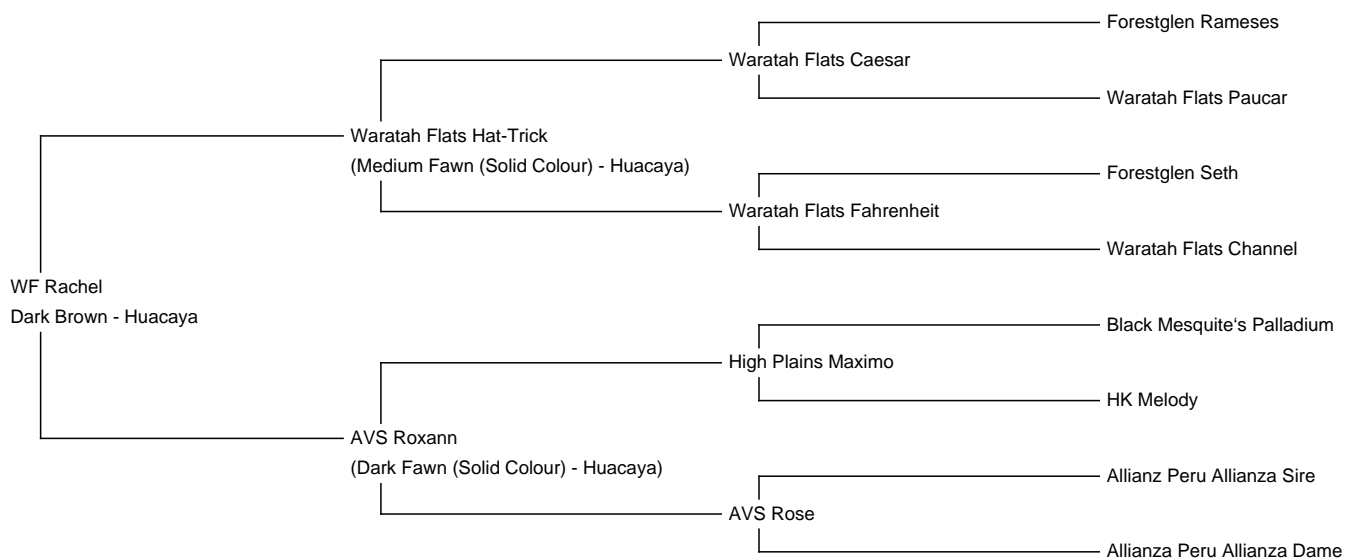 Forestglen Rameses
Waratah Flats Caesar
Waratah Flats Paucar
Waratah Flats Hat-Trick
(Medium Fawn (Solid Colour) - Huacaya)
Forestglen Seth
Waratah Flats Fahrenheit
Waratah Flats Channel
WF Rachel
Dark Brown - Huacaya
Black Mesquite‘s Palladium
High Plains Maximo
HK Melody
AVS Roxann
(Dark Fawn (Solid Colour) - Huacaya)
Allianz Peru Allianza Sire
AVS Rose
Allianza Peru Allianza Dame